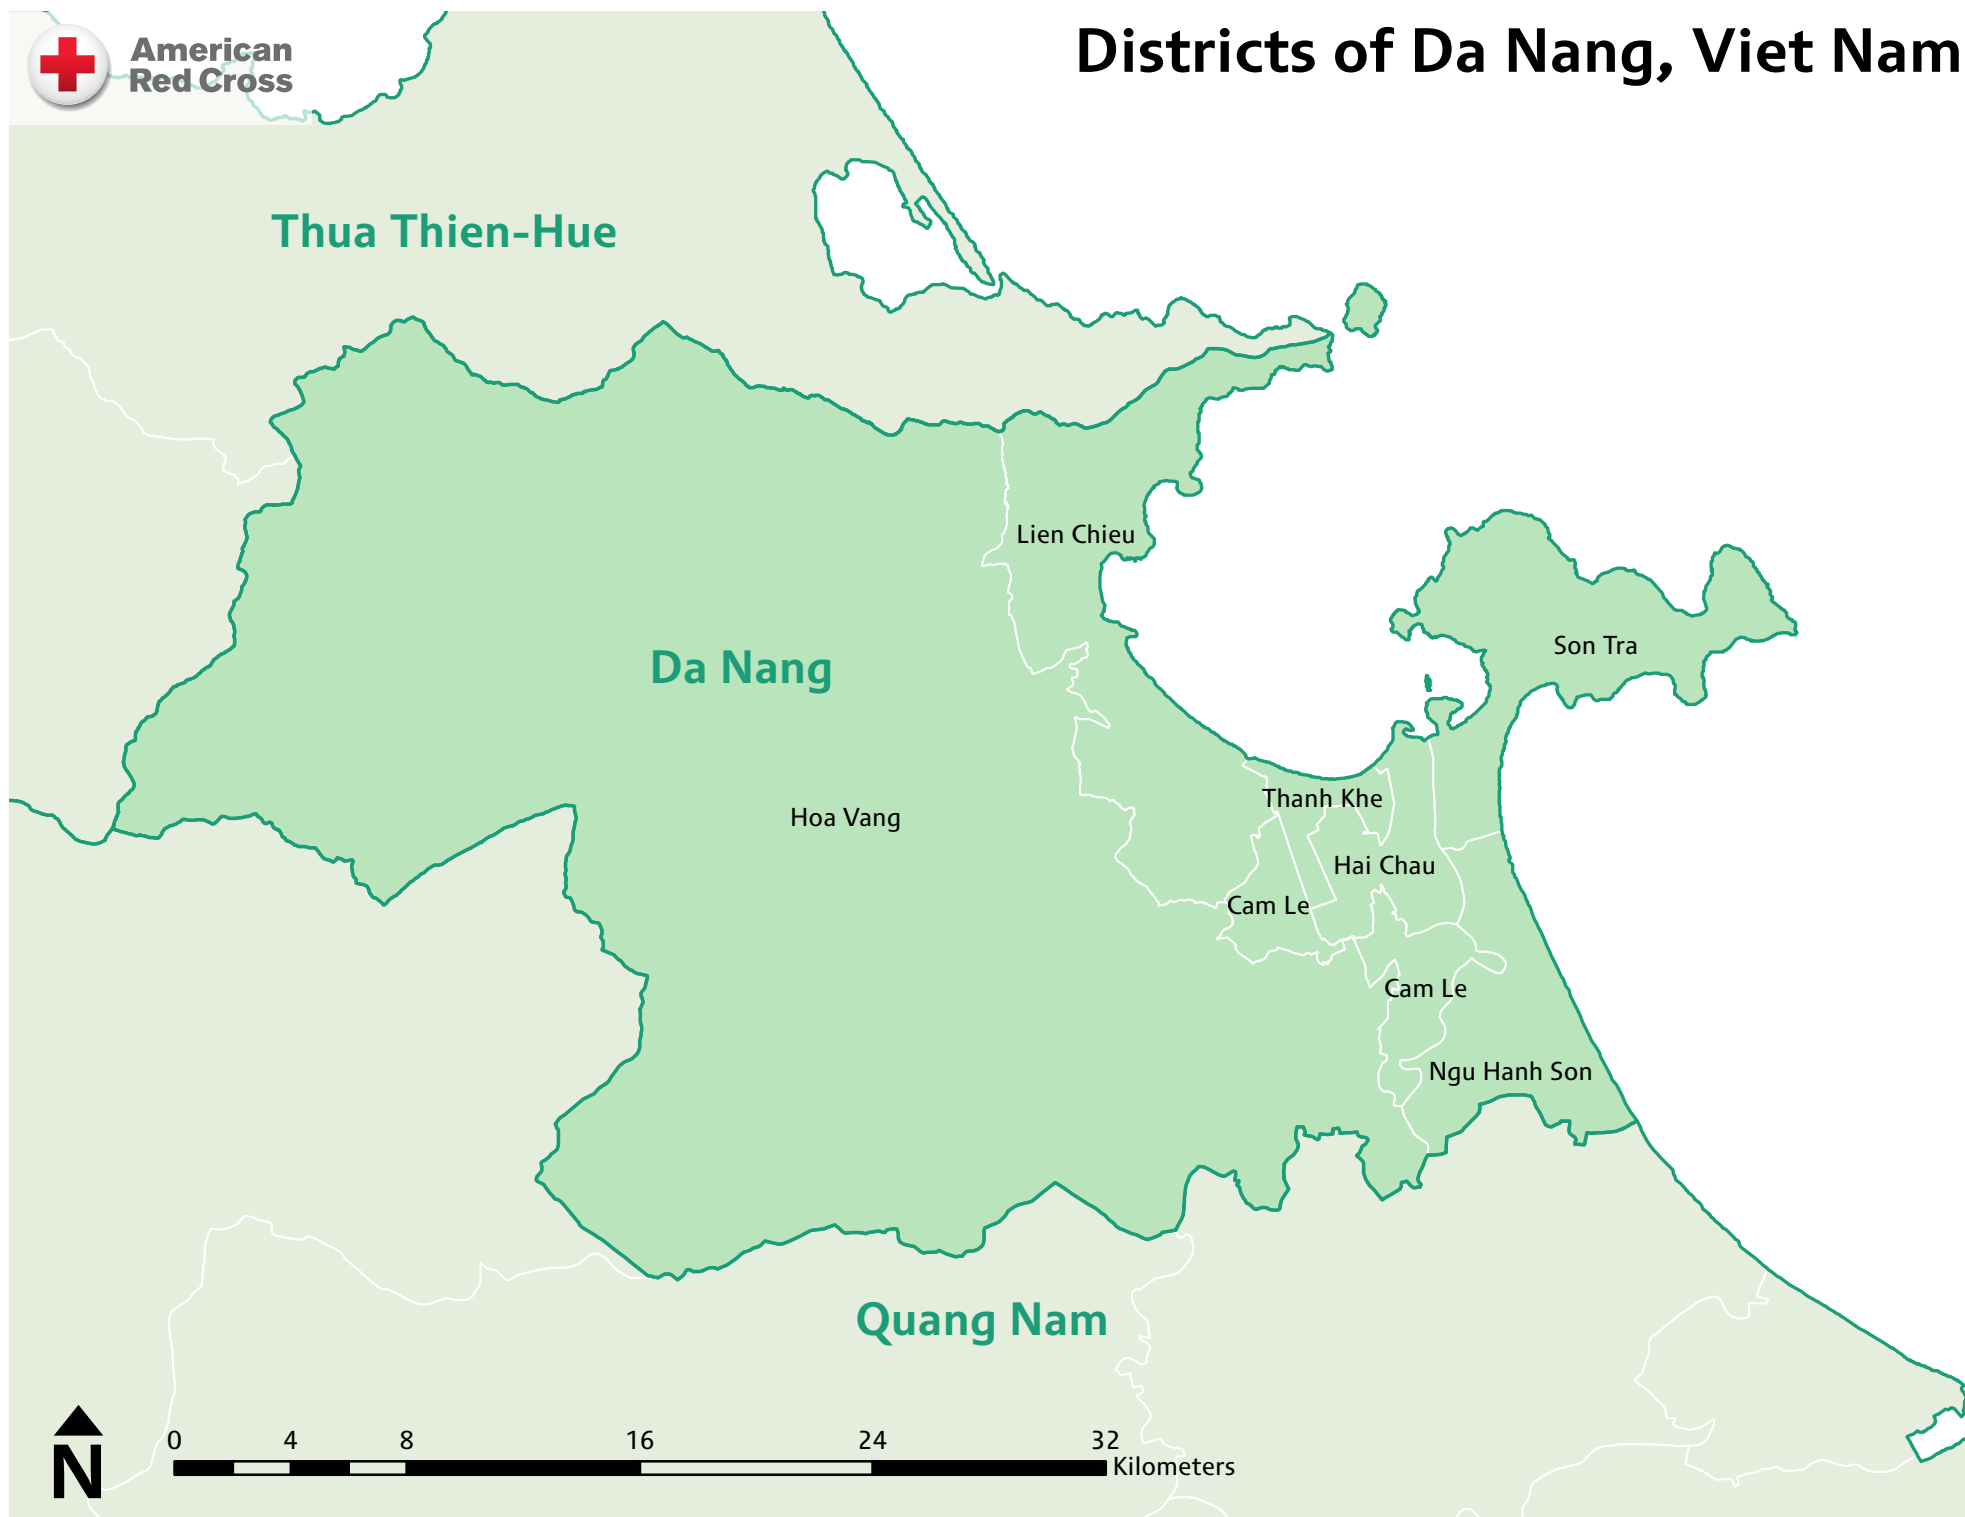 American
Red Cross
Districts of Da Nang, Viet Nam
Thua Thien-Hue
Lien Chieu
Son Tra
Da Nang
Thanh Khe
Hoa Vang
Hai Chau
Cam Le
Cam Le
Ngu Hanh Son
Quang Nam
0 4 8 16 24 32
Kilometers
N